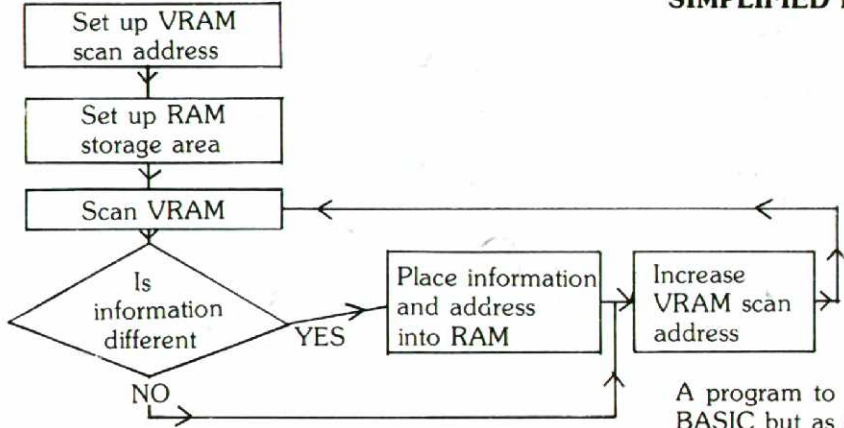 SIMPLIFIED
Set up VRAM
scan address
Set up RAM
storage area
Scan VRAM
Is
information
different
YES
NO
Place information
and address
into RAM
Increase
VRAM scan
address
A program to
BASIC but as